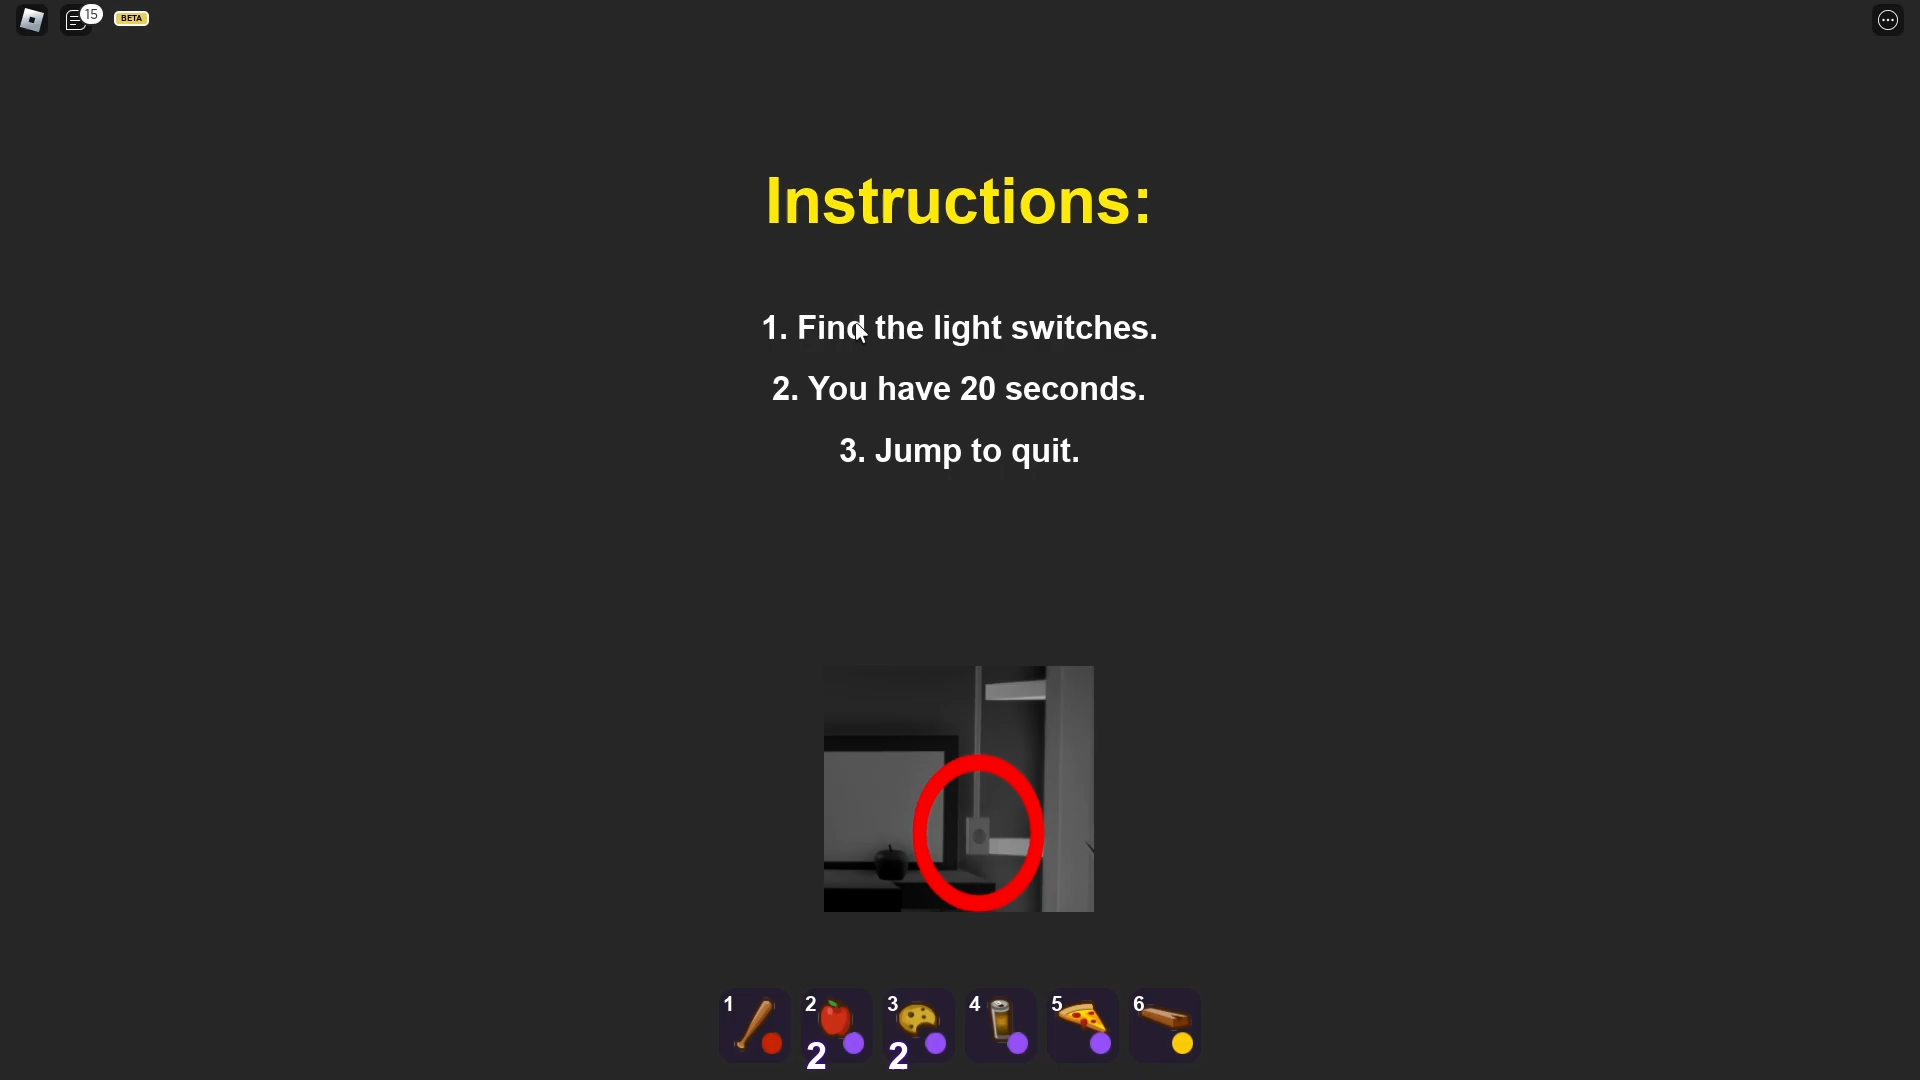 15
BETA
Instructions:
1. Find the light switches.
2. You have 20 seconds.
3. Jump to quit.
1 2 3 4 5 6
2 2